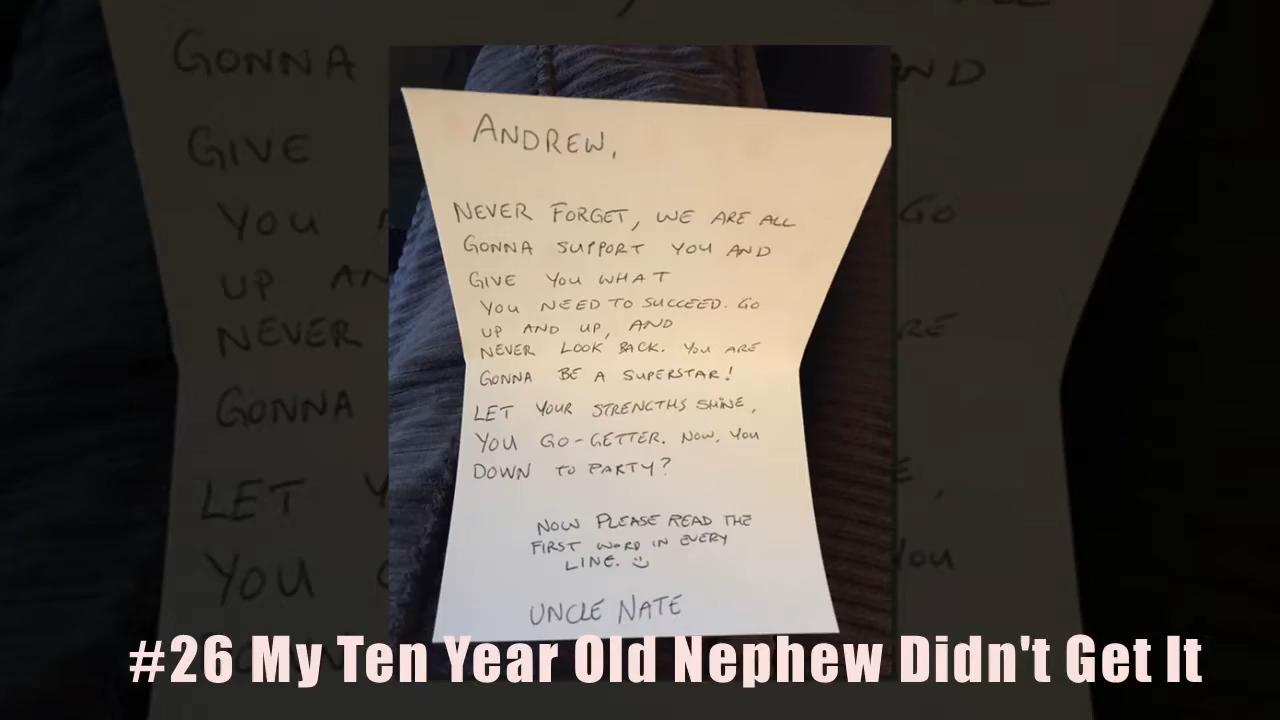 ANDREW,
NEVER FORGET, WE ARE ALL
GONNA SUPPORT YOU AND
GIVE YOU WHAT
YOU NEED TO SUCCEED. GO
UP AND UP, AND
NEVER LOOK BACK. YOU ARE
GONNA BE A SUPERSTAR!
LET YOUR STRENGTHS SHINE,
YOU GO-GETTER. NOW, YOU
DOWN TO PARTY?
NOW PLEASE READ THE
FIRST WORD IN EVERY
LINE. :)
UNCLE NATE
#26 My Ten Year Old Nephew Didn't Get It